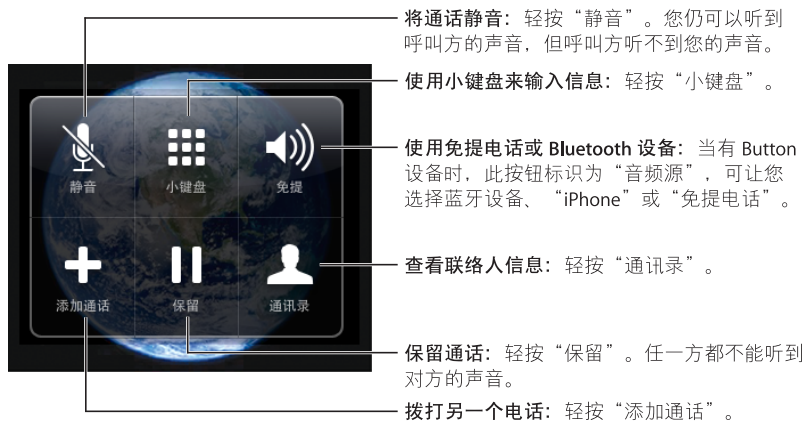 将通话静音：轻按“静音”。您仍可以听到
呼叫方的声音，但呼叫方听不到您的声音。
使用小键盘来输入信息：轻按“小键盘”。
使用免提电话或 Bluetooth 设备：当有 Button
设备时，此按钮标识为“音频源”，可让您
选择蓝牙设备、“iPhone”或“免提电话”。
查看联络人信息：轻按“通讯录”。
保留通话：轻按“保留”。任一方都不能听到
对方的声音。
拨打另一个电话：轻按“添加通话”。
静音
小键盘
免提
添加通话
保留
通讯录